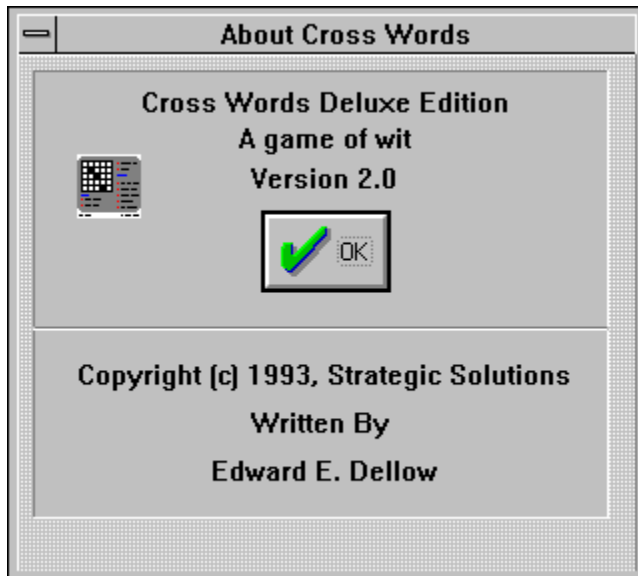 About Cross Words
Cross Words Deluxe Edition
A game of wit
Version 2.0
OK
Copyright (c) 1993, Strategic Solutions
Written By
Edward E. Dellow